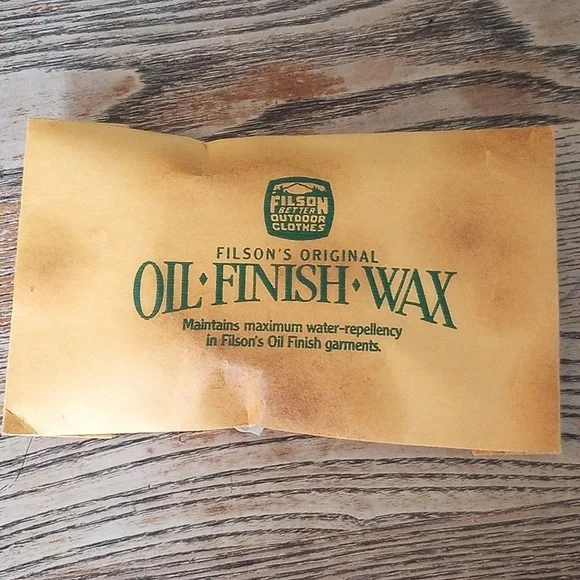 FILSON
BETTER
OUTDOOR
CLOTHES
FILSON'S ORIGINAL
OIL·FINISH·WAX
Maintains maximum water-repellency
in Filson's Oil Finish garments.